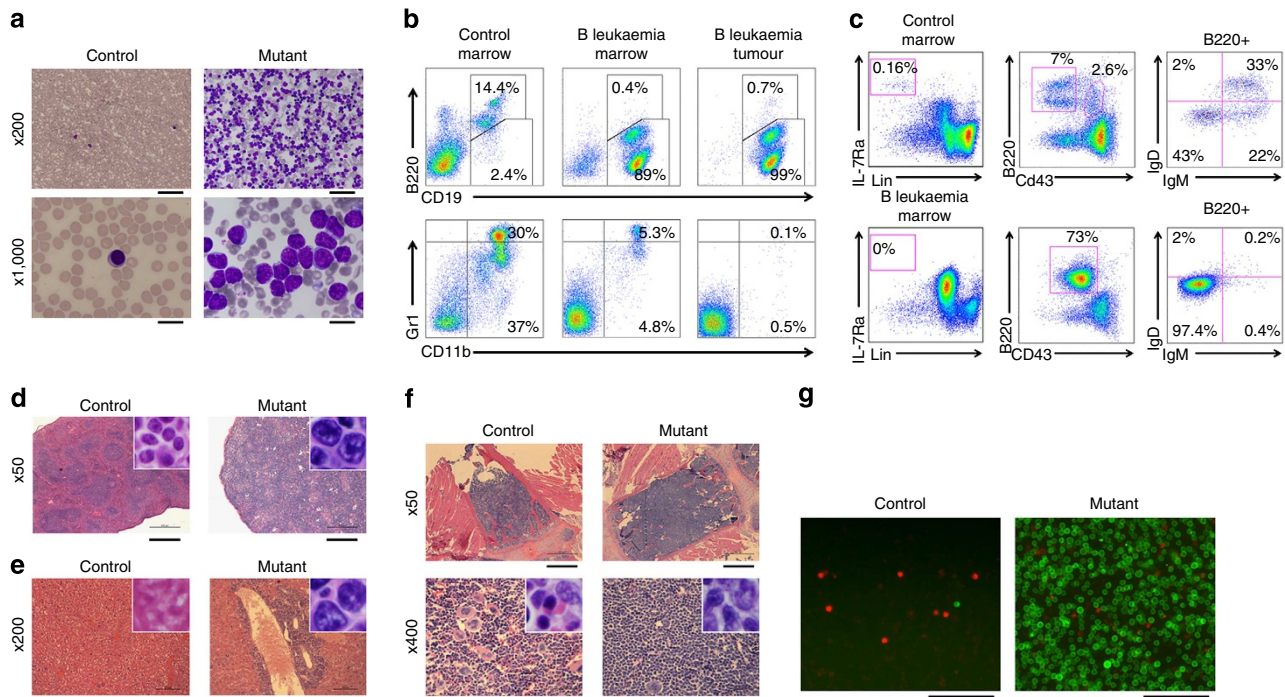 a
Control
Mutant
x200
x1,000
b
Control
marrow
B leukaemia
marrow
B leukaemia
tumour
14.4%
0.4%
0.7%
2.4%
89%
99%
B220
CD19
30%
5.3%
0.1%
37%
4.8%
0.5%
Gr1
CD11b
c
Control
marrow
B220+
0.16%
7%
2.6%
2%
33%
43%
22%
IL-7Ra
Lin
B220
Cd43
IgD
IgM
B leukaemia
marrow
B220+
0%
73%
2%
0.2%
97.4%
0.4%
IL-7Ra
Lin
B220
CD43
IgD
IgM
d
Control
Mutant
x50
e
Control
Mutant
x200
f
Control
Mutant
x50
x400
g
Control
Mutant